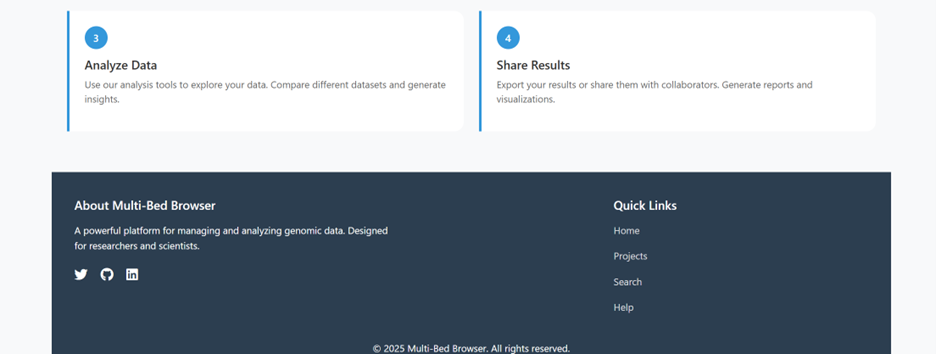 3
Analyze Data
Use our analysis tools to explore your data. Compare different datasets and generate
insights.
4
Share Results
Export your results or share them with collaborators. Generate reports and
visualizations.
About Multi-Bed Browser
A powerful platform for managing and analyzing genomic data. Designed
for researchers and scientists.
Quick Links
Home
Projects
Search
Help
© 2025 Multi-Bed Browser. All rights reserved.